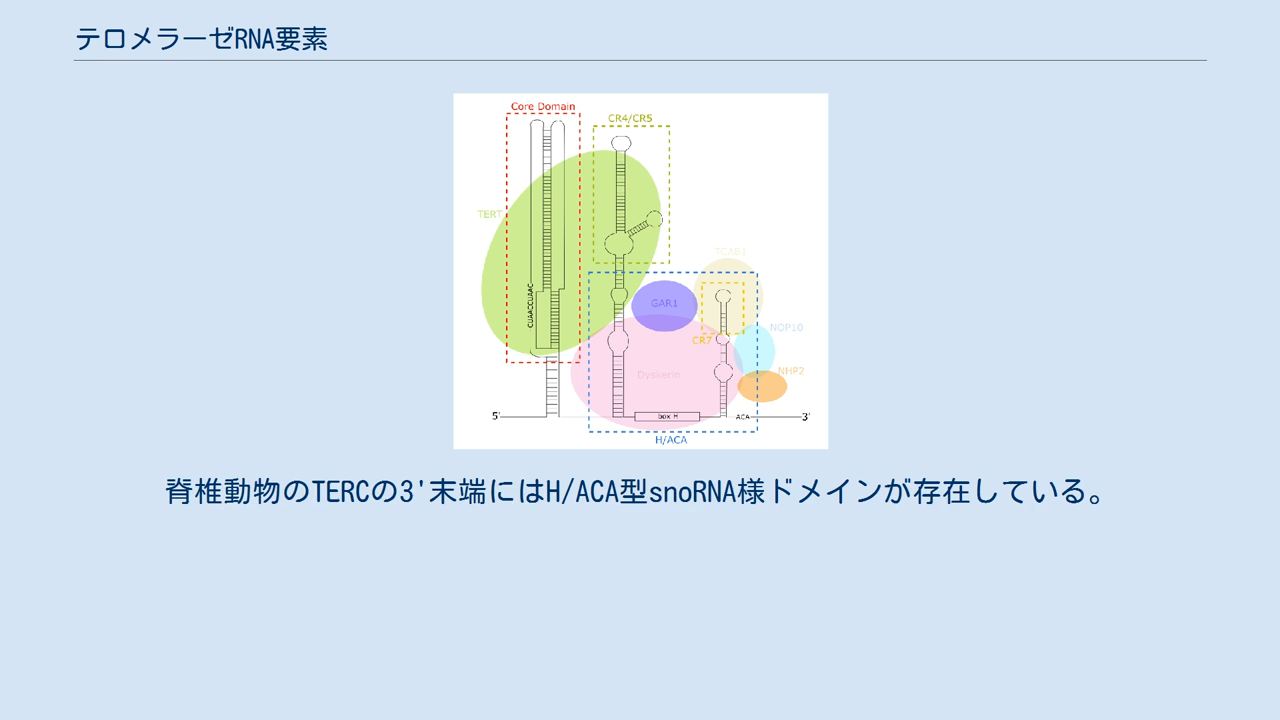 テロメラーゼRNA要素
Core Domain
CR4/CR5
TERT
TCAB1
CUAACCUAAC
GAR1
CR7
NOP10
Dyskerin
NHP2
5'
box H
ACA
3'
H/ACA
脊椎動物のTERCの3'末端にはH/ACA型snoRNA様ドメインが存在している。